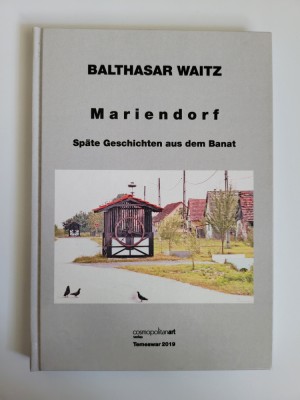 BALTHASAR WAITZ
Mariendorf
Späte Geschichten aus dem Banat
cosmopolitanart
Temeswar 2019